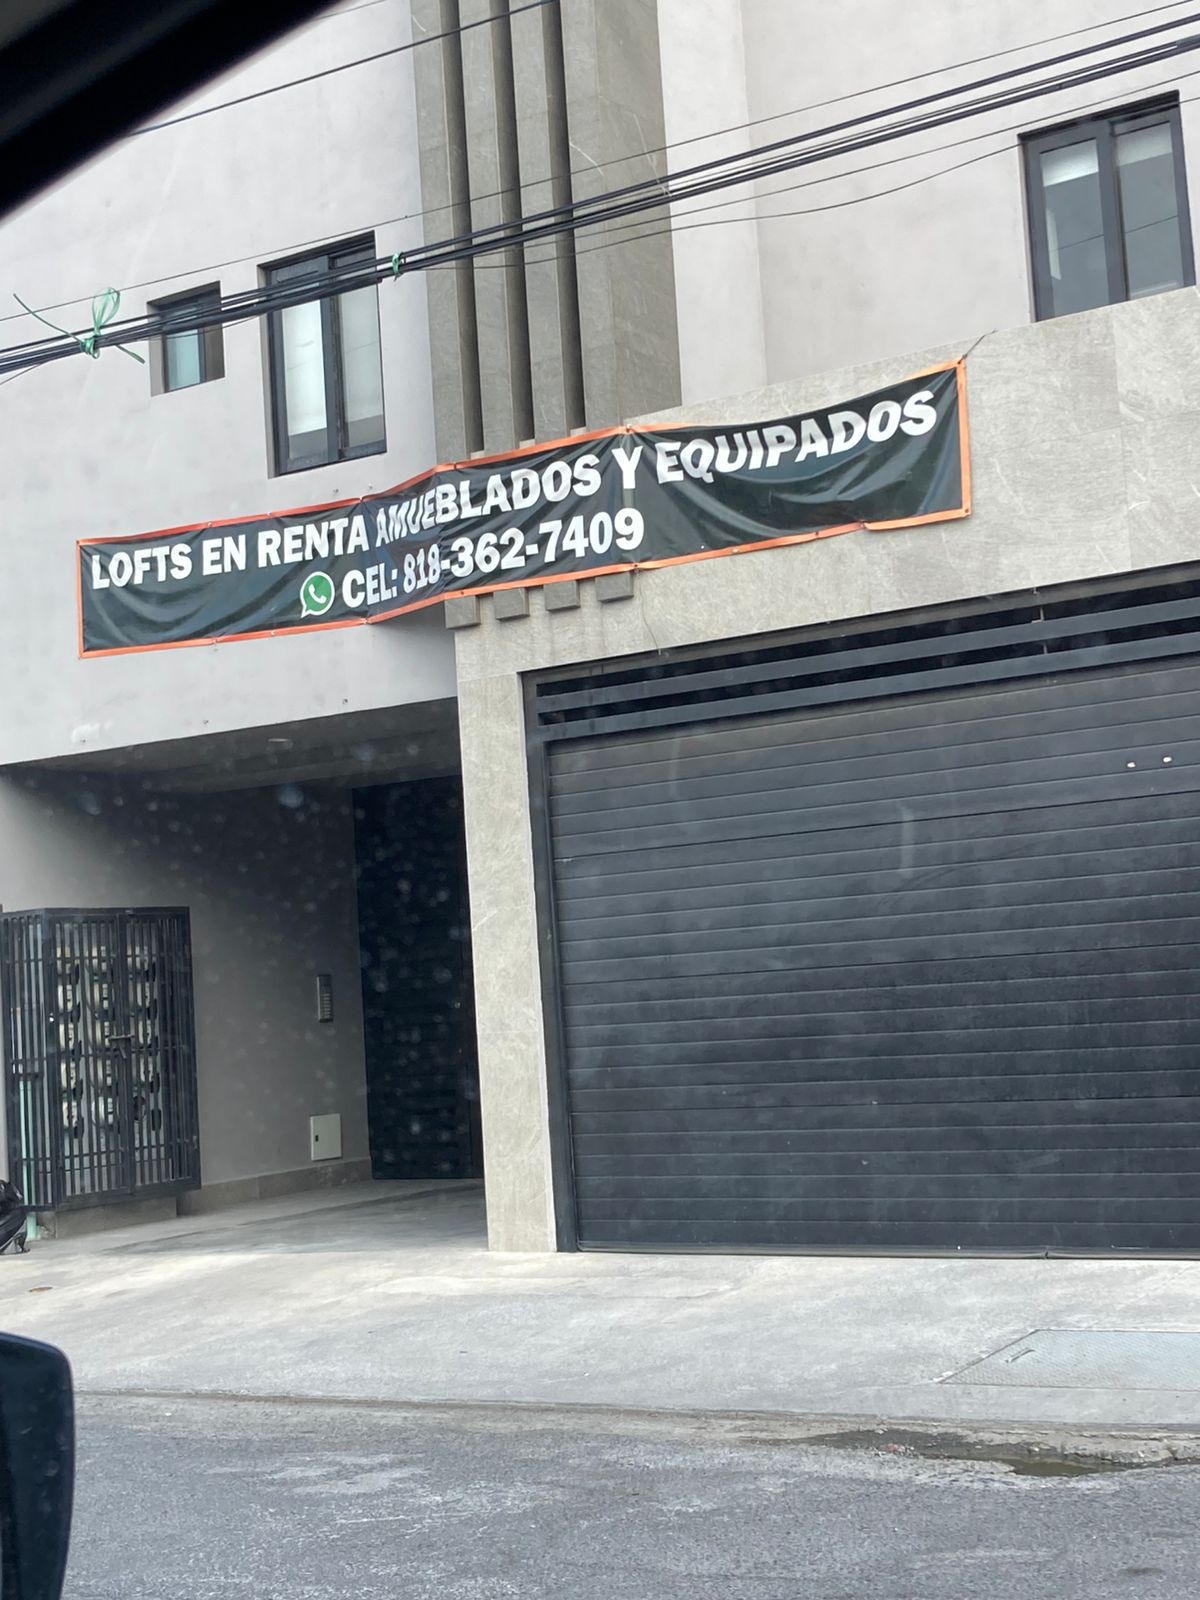 LOFTS EN RENTA AMUEBLADOS Y EQUIPADOS
CEL: 818-362-7409